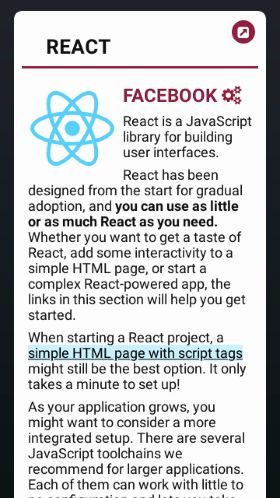 REACT
FACEBOOK
React is a JavaScript
library for building
user interfaces.
React has been
designed from the start for gradual
adoption, and you can use as little
or as much React as you need.
Whether you want to get a taste of
React, add some interactivity to a
simple HTML page, or start a
complex React-powered app, the
links in this section will help you get
started.
When starting a React project, a
simple HTML page with script tags
might still be the best option. It only
takes a minute to set up!
As your application grows, you
might want to consider a more
integrated setup. There are several
JavaScript toolchains we
recommend for larger applications.
Each of them can work with little to